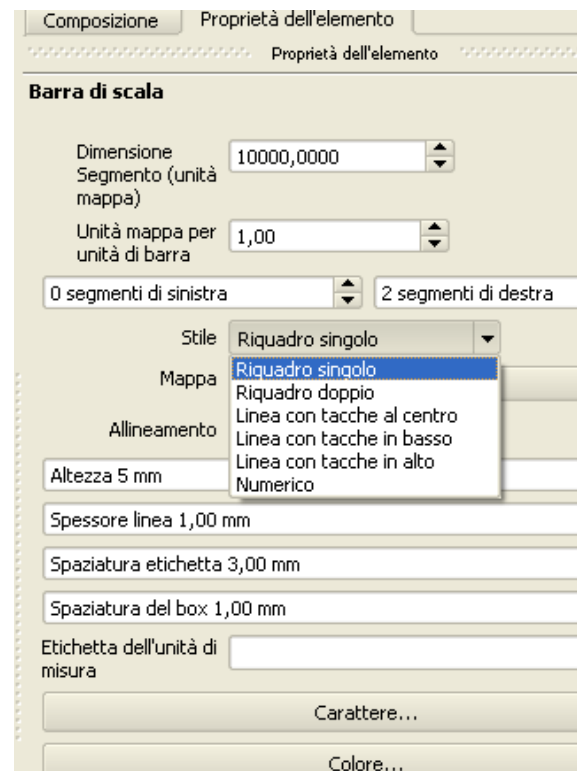 Composizione
Proprietà dell'elemento
Proprietà dell'elemento
Barra di scala
Dimensione
Segmento (unità
mappa)
10000,0000
Unità mappa per
unità di barra
1,00
0 segmenti di sinistra
2 segmenti di destra
Stile
Riquadro singolo
Mappa
Riquadro singolo
Riquadro doppio
Linea con tacche al centro
Linea con tacche in basso
Linea con tacche in alto
Numerico
Allineamento
Altezza 5 mm
Spessore linea 1,00 mm
Spaziatura etichetta 3,00 mm
Spaziatura del box 1,00 mm
Etichetta dell'unità di
misura
Carattere...
Colore...